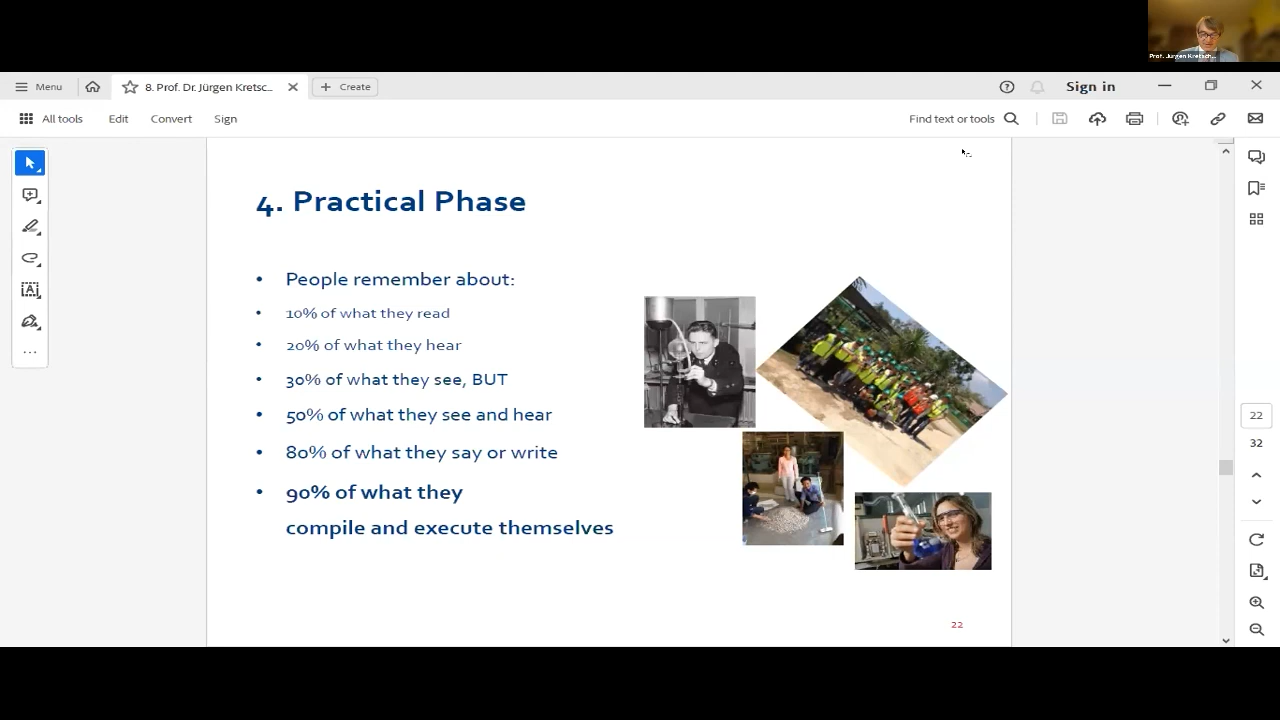 Prof. Jürgen Kretsch...
Menu
8. Prof. Dr. Jürgen Kretsc...
Create
Sign in
All tools
Edit
Convert
Sign
Find text or tools
4. Practical Phase
• People remember about:
• 10% of what they read
• 20% of what they hear
• 30% of what they see, BUT
• 50% of what they see and hear
• 80% of what they say or write
• 90% of what they
compile and execute themselves
22
22
32